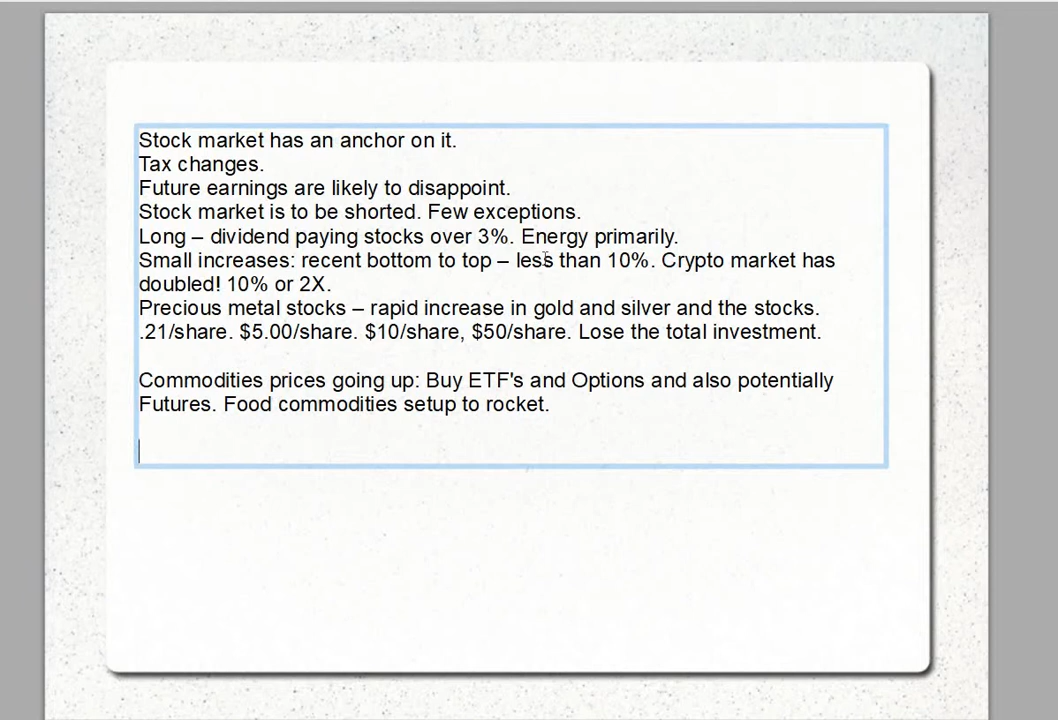 Stock market has an anchor on it.
Tax changes.
Future earnings are likely to disappoint.
Stock market is to be shorted. Few exceptions.
Long – dividend paying stocks over 3%. Energy primarily.
Small increases: recent bottom to top – less than 10%. Crypto market has
doubled! 10% or 2X.
Precious metal stocks – rapid increase in gold and silver and the stocks.
.21/share. $5.00/share. $10/share, $50/share. Lose the total investment.
Commodities prices going up: Buy ETF's and Options and also potentially
Futures. Food commodities setup to rocket.